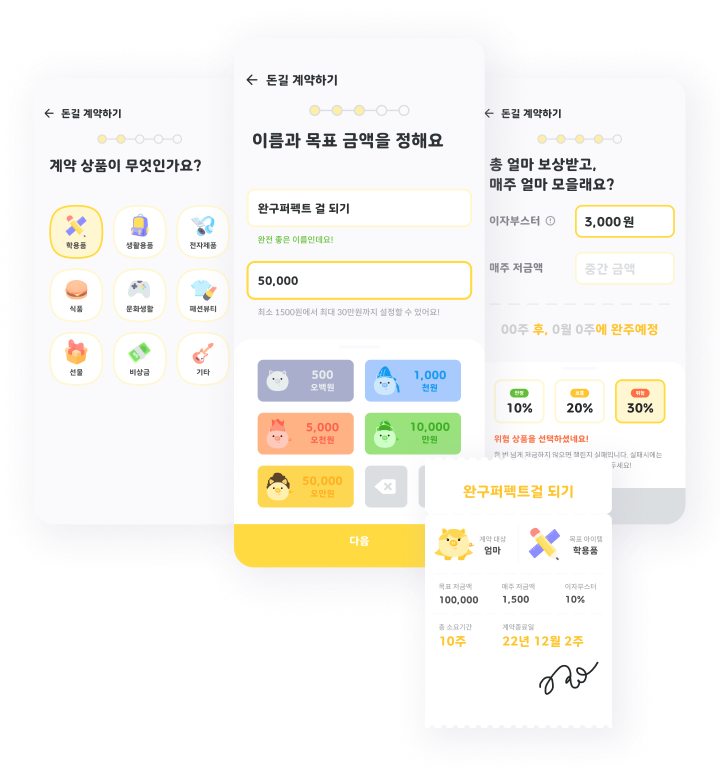 돈길 계약하기
계약 상품이 무엇인가요?
학용품
생활용품
전자제품
식품
문화생활
패션뷰티
선물
비상금
기타
돈길 계약하기
이름과 목표 금액을 정해요
완구퍼펙트 걸 되기
완전 좋은 이름인데요!
50,000
최소 1500원에서 최대 30만원까지 설정할 수 있어요!
500
오백원
1,000
천원
5,000
오천원
10,000
만원
50,000
오만원
다음
돈길 계약하기
총 얼마 보상받고,
매주 얼마 모을래요?
이자부스터
3,000 원
매주 저금액
중간 금액
00주 후, 0월 0주에 완주예정
안정
10%
표준
20%
위험
30%
위험 상품을 선택하셨네요!
한 번 넘게 저금하지 않으면 챌린지 실패입니다. 실패시에는
두세요!
완구퍼펙트걸 되기
계약 대상
엄마
목표 아이템
학용품
목표 저금액
100,000
매주 저금액
1,500
이자부스터
10%
총 소요기간
10주
계약종료일
22년 12월 2주